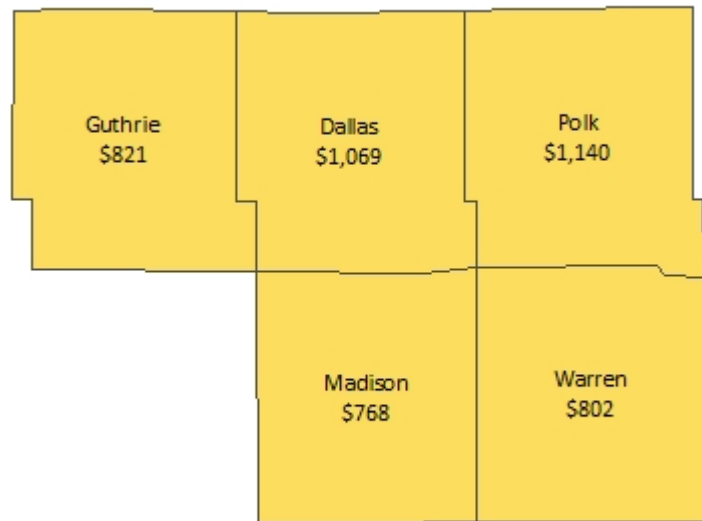 Guthrie
$821
Dallas
$1,069
Polk
$1,140
Madison
$768
Warren
$802